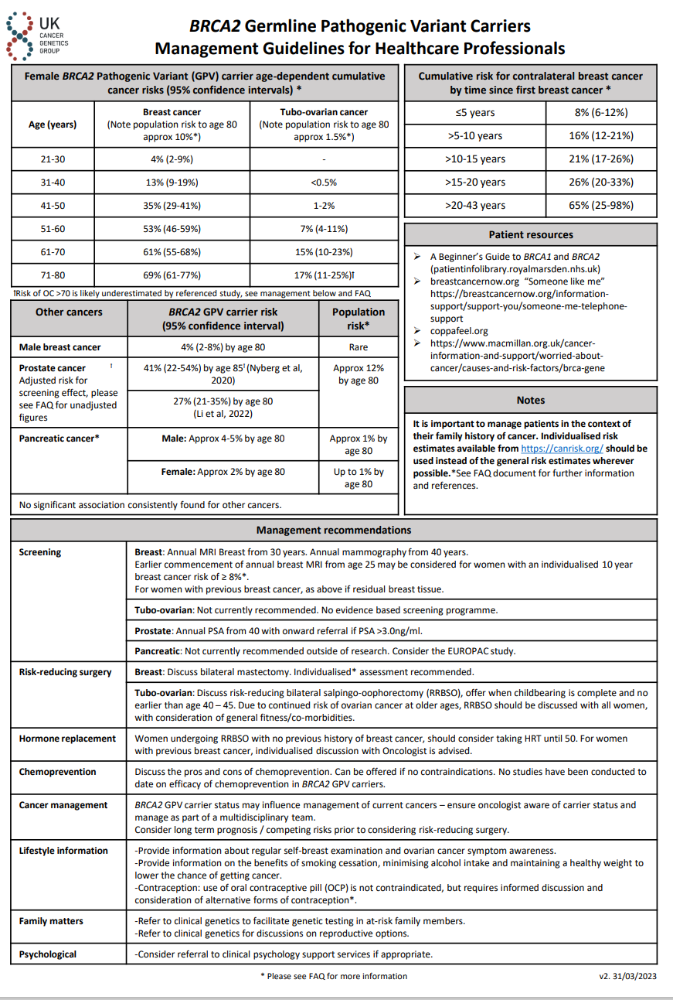 UK
CANCER
GENETICS
GROUP
BRCA2 Germline Pathogenic Variant Carriers
Management Guidelines for Healthcare Professionals
Female BRCA2 Pathogenic Variant (GPV) carrier age-dependent cumulative
cancer risks (95% confidence intervals) *
Age (years)
Breast cancer
(Note population risk to age 80
approx 10%*)
Tubo-ovarian cancer
(Note population risk to age 80
approx 1.5%*)
21-30 4% (2-9%) -
31-40 13% (9-19%) <0.5%
41-50 35% (29-41%) 1-2%
51-60 53% (46-59%) 7% (4-11%)
61-70 61% (55-68%) 15% (10-23%)
71-80 69% (61-77%) 17% (11-25%)†
†Risk of OC >70 is likely underestimated by referenced study, see management below and FAQ
Other cancers
BRCA2 GPV carrier risk
(95% confidence interval)
Population
risk*
Male breast cancer 4% (2-8%) by age 80 Rare
Prostate cancer †
Adjusted risk for
screening effect, please
see FAQ for unadjusted
figures
41% (22-54%) by age 85† (Nyberg et al,
2020)
27% (21-35%) by age 80
(Li et al, 2022)
Approx 12%
by age 80
Pancreatic cancer*
Male: Approx 4-5% by age 80
Approx 1% by
age 80
Female: Approx 2% by age 80
Up to 1% by
age 80
No significant association consistently found for other cancers.
Cumulative risk for contralateral breast cancer
by time since first breast cancer *
≤5 years 8% (6-12%)
>5-10 years 16% (12-21%)
>10-15 years 21% (17-26%)
>15-20 years 26% (20-33%)
>20-43 years 65% (25-98%)
Patient resources
➢ A Beginner's Guide to BRCA1 and BRCA2
(patientinfolibrary.royalmarsden.nhs.uk)
➢ breastcancernow.org “Someone like me”
https://breastcancernow.org/information-
support/support-you/someone-me-telephone-
support
➢ coppafeel.org
➢ https://www.macmillan.org.uk/cancer-
information-and-support/worried-about-
cancer/causes-and-risk-factors/brca-gene
Notes
It is important to manage patients in the context of
their family history of cancer. Individualised risk
estimates available from https://canrisk.org/ should be
used instead of the general risk estimates wherever
possible.*See FAQ document for further information
and references.
Management recommendations
Screening
Breast: Annual MRI Breast from 30 years. Annual mammography from 40 years.
Earlier commencement of annual breast MRI from age 25 may be considered for women with an individualised 10 year
breast cancer risk of ≥ 8%*.
For women with previous breast cancer, as above if residual breast tissue.
Tubo-ovarian: Not currently recommended. No evidence based screening programme.
Prostate: Annual PSA from 40 with onward referral if PSA >3.0ng/ml.
Pancreatic: Not currently recommended outside of research. Consider the EUROPAC study.
Risk-reducing surgery
Breast: Discuss bilateral mastectomy. Individualised* assessment recommended.
Tubo-ovarian: Discuss risk-reducing bilateral salpingo-oophorectomy (RRBSO), offer when childbearing is complete and no
earlier than age 40 – 45. Due to continued risk of ovarian cancer at older ages, RRBSO should be discussed with all women,
with consideration of general fitness/co-morbidities.
Hormone replacement
Women undergoing RRBSO with no previous history of breast cancer, should consider taking HRT until 50. For women
with previous breast cancer, individualised discussion with Oncologist is advised.
Chemoprevention
Discuss the pros and cons of chemoprevention. Can be offered if no contraindications. No studies have been conducted to
date on efficacy of chemoprevention in BRCA2 GPV carriers.
Cancer management
BRCA2 GPV carrier status may influence management of current cancers – ensure oncologist aware of carrier status and
manage as part of a multidisciplinary team.
Consider long term prognosis / competing risks prior to considering risk-reducing surgery.
Lifestyle information
-Provide information about regular self-breast examination and ovarian cancer symptom awareness.
-Provide information on the benefits of smoking cessation, minimising alcohol intake and maintaining a healthy weight to
lower the chance of getting cancer.
-Contraception: use of oral contraceptive pill (OCP) is not contraindicated, but requires informed discussion and
consideration of alternative forms of contraception*.
Family matters
-Refer to clinical genetics to facilitate genetic testing in at-risk family members.
-Refer to clinical genetics for discussions on reproductive options.
Psychological
-Consider referral to clinical psychology support services if appropriate.
* Please see FAQ for more information
v2. 31/03/2023